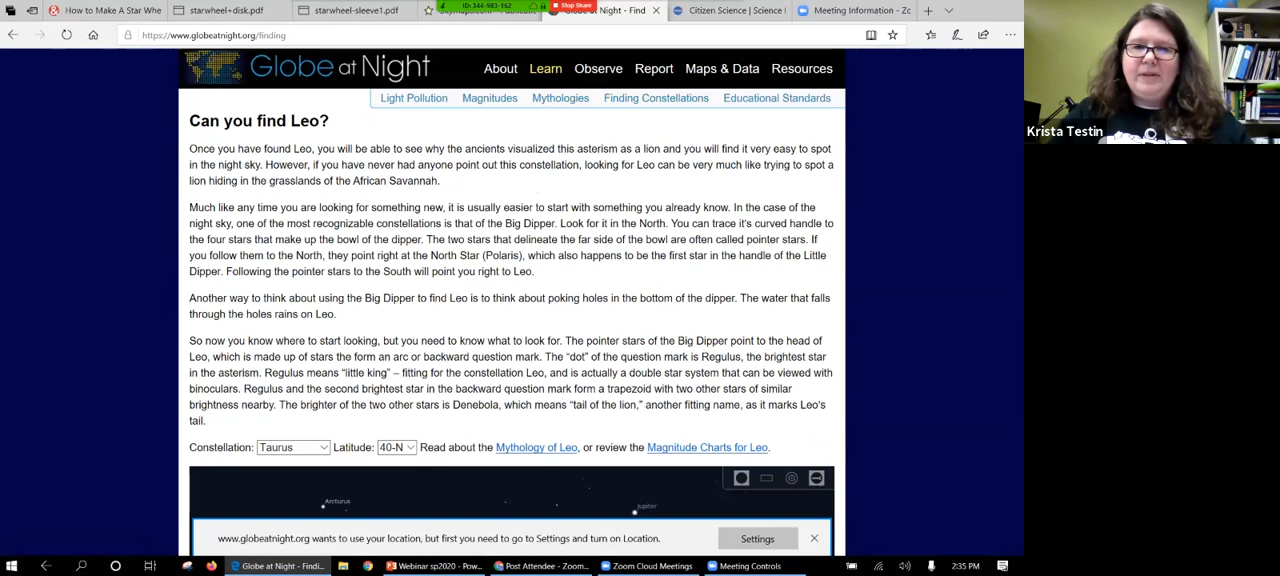 How to Make A Star Whe
starwheel+disk.pdf
starwheel-sleeve1.pdf
ID: 344-983-162
Stop Share
Globe at Night - Finding
Citizen Science | Science |
Meeting Information - Zo
https://www.globeatnight.org/finding
Globe at Night
About Learn Observe Report Maps & Data Resources
Light Pollution Magnitudes Mythologies Finding Constellations Educational Standards
Can you find Leo?
Once you have found Leo, you will be able to see why the ancients visualized this asterism as a lion and you will find it very easy to spot
in the night sky. However, if you have never had anyone point out this constellation, looking for Leo can be very much like trying to spot a
lion hiding in the grasslands of the African Savannah.
Much like any time you are looking for something new, it is usually easier to start with something you already know. In the case of the
night sky, one of the most recognizable constellations is that of the Big Dipper. Look for it in the North. You can trace it's curved handle to
the four stars that make up the bowl of the dipper. The two stars that delineate the far side of the bowl are often called pointer stars. If
you follow them to the North, they point right at the North Star (Polaris), which also happens to be the first star in the handle of the Little
Dipper. Following the pointer stars to the South will point you right to Leo.
Another way to think about using the Big Dipper to find Leo is to think about poking holes in the bottom of the dipper. The water that falls
through the holes rains on Leo.
So now you know where to start looking, but you need to know what to look for. The pointer stars of the Big Dipper point to the head of
Leo, which is made up of stars the form an arc or backward question mark. The “dot” of the question mark is Regulus, the brightest star
in the asterism. Regulus means “little king” – fitting for the constellation Leo, and is actually a double star system that can be viewed with
binoculars. Regulus and the second brightest star in the backward question mark form a trapezoid with two other stars of similar
brightness nearby. The brighter of the two other stars is Denebola, which means “tail of the lion,” another fitting name, as it marks Leo's
tail.
Constellation: Taurus Latitude: 40-N Read about the Mythology of Leo, or review the Magnitude Charts for Leo.
Arcturus
Jupiter
www.globeatnight.org wants to use your location, but first you need to go to Settings and turn on Location.
Settings
Globe at Night - Findi...
Webinar sp2020 - Pow...
Post Attendee - Zoom...
Zoom Cloud Meetings
Meeting Controls
2:35 PM
Krista Testin